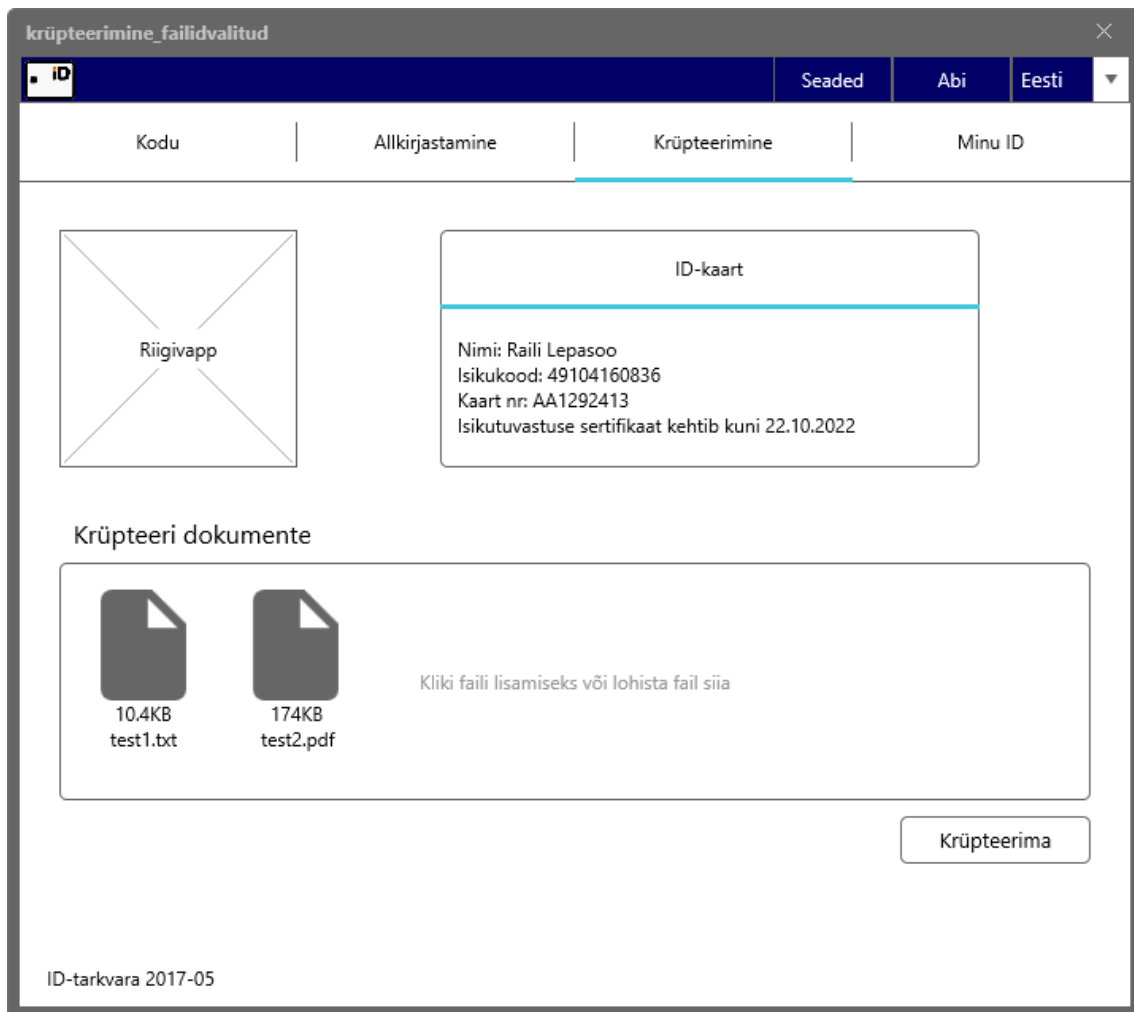 krüpteerimine_failidvalitud
iD
Seaded
Abi
Eesti
Kodu
Allkirjastamine
Krüpteerimine
Minu ID
Riigivapp
ID-kaart
Nimi: Raili Lepasoo
Isikukood: 49104160836
Kaart nr: AA1292413
Isikutuvastuse sertifikaat kehtib kuni 22.10.2022
Krüpteeri dokumente
10.4KB
test1.txt
174KB
test2.pdf
Kliki faili lisamiseks või lohista fail siia
Krüpteerima
ID-tarkvara 2017-05